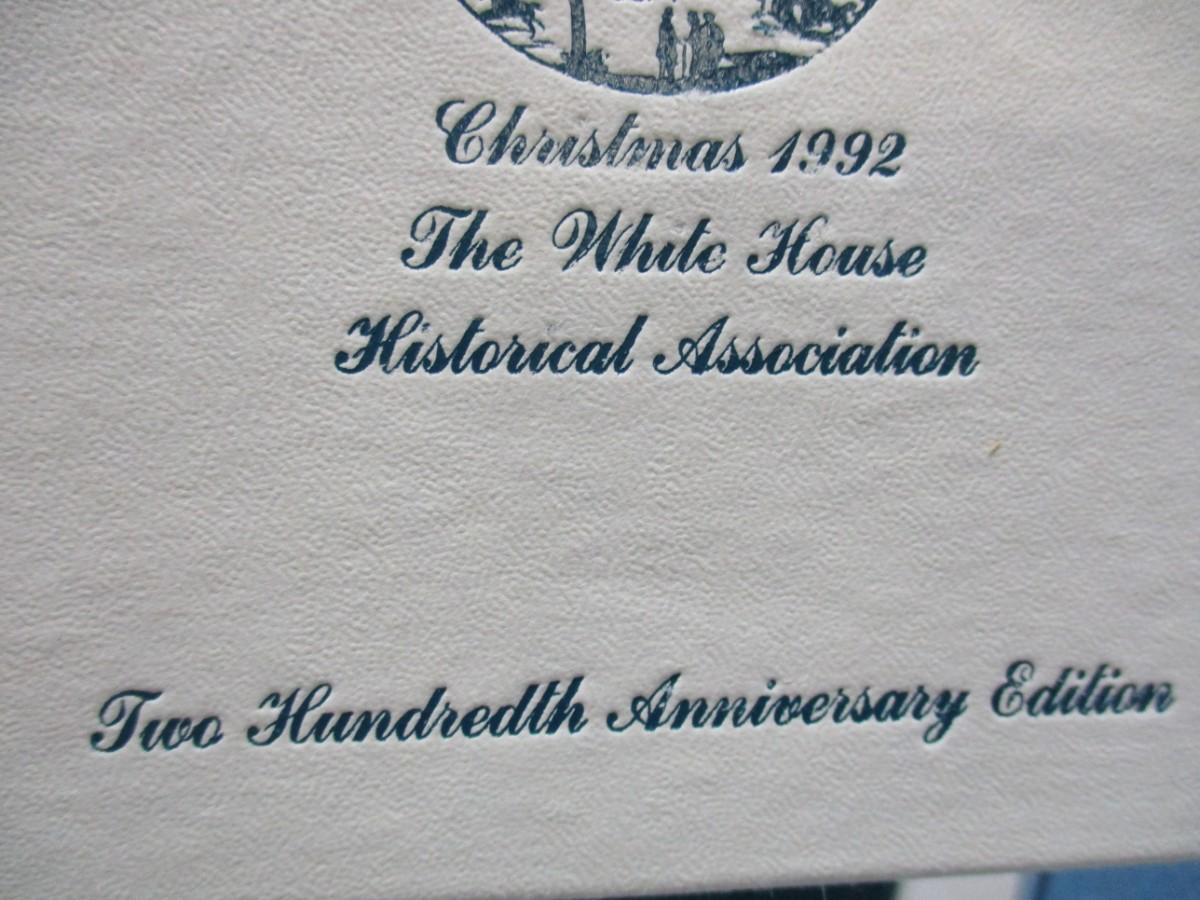 Christmas 1992
The White House
Historical Association
Two Hundredth Anniversary Edition